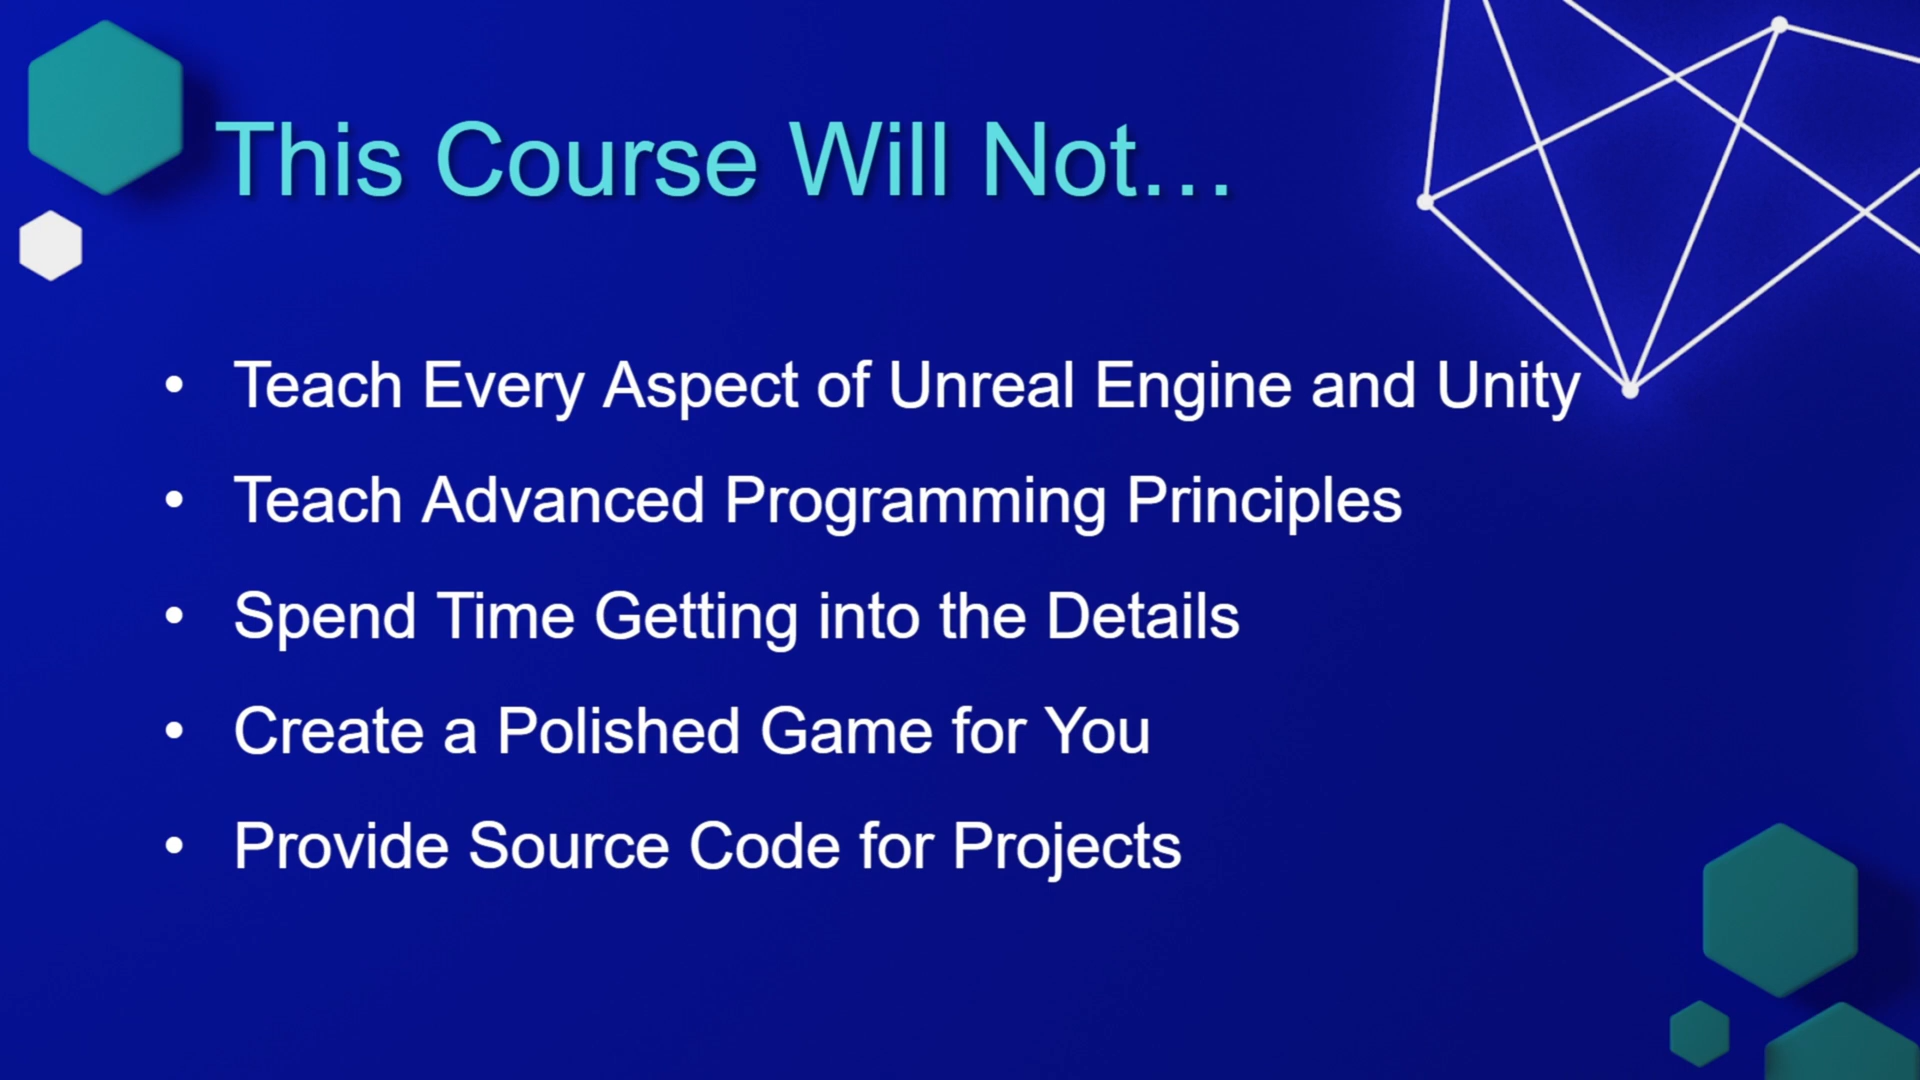 This Course Will Not…
• Teach Every Aspect of Unreal Engine and Unity
• Teach Advanced Programming Principles
• Spend Time Getting into the Details
• Create a Polished Game for You
• Provide Source Code for Projects